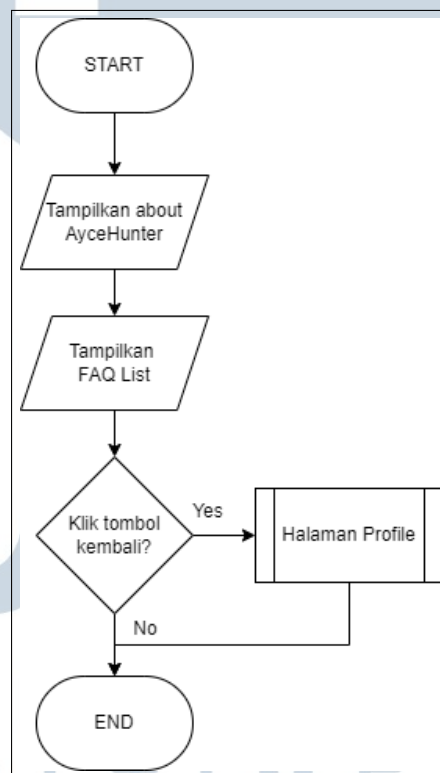 START
Tampilkan about
AyceHunter
Tampilkan
FAQ List
Klik tombol
kembali?
Yes
Halaman Profile
No
END